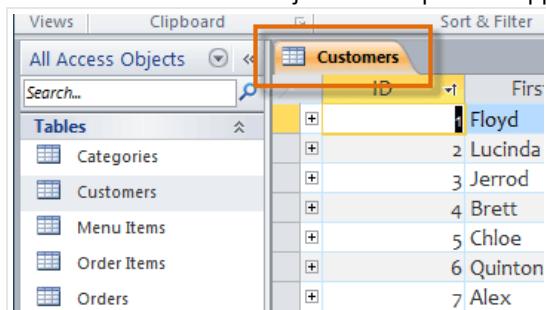 Views Clipboard Sort & Filter
All Access Objects
Customers
Search...
ID Firs
Tables
Categories
Customers
Menu Items
Order Items
Orders
1 Floyd
2 Lucinda
3 Jerrod
4 Brett
5 Chloe
6 Quinton
7 Alex